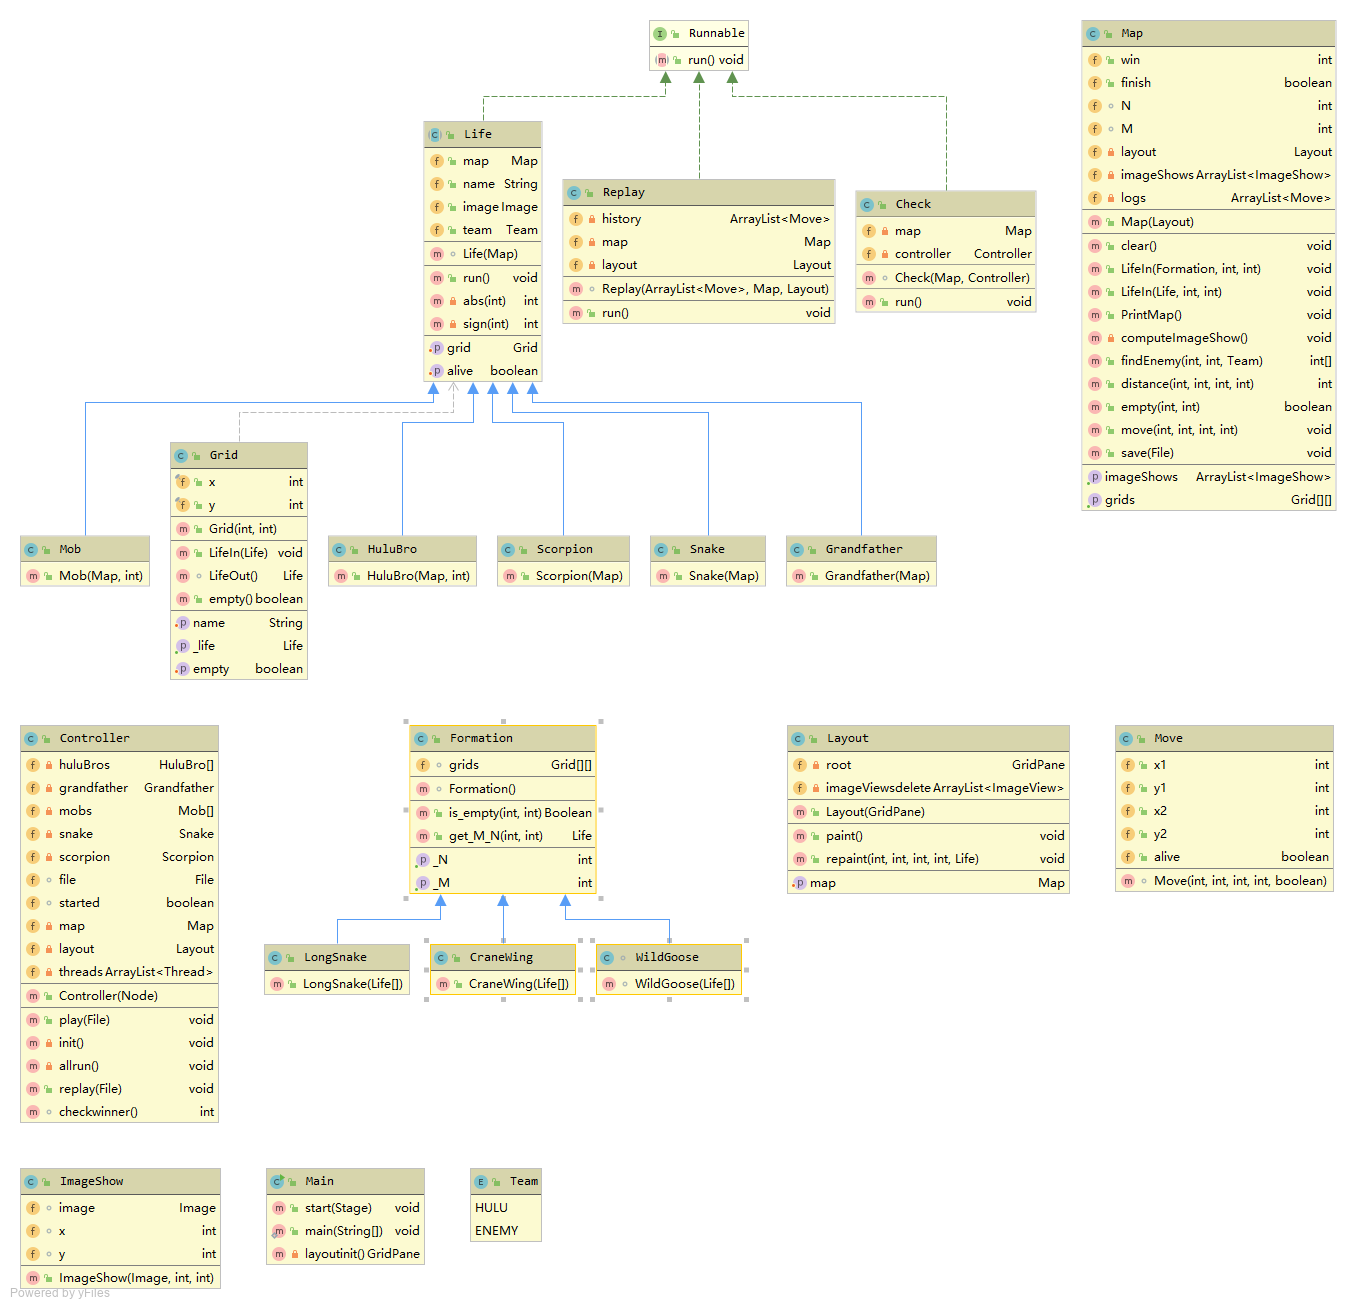 Runnable
run() void
Map
win int
finish boolean
N int
M int
layout Layout
imageShows ArrayList<ImageShow>
logs ArrayList<Move>
Map(Layout)
clear() void
LifeIn(Formation, int, int) void
LifeIn(Life, int, int) void
PrintMap() void
computeImageShow() void
findEnemy(int, int, Team) int[]
distance(int, int, int, int) int
empty(int, int) boolean
move(int, int, int, int) void
save(File) void
imageShows ArrayList<ImageShow>
grids Grid[][]
Life
map Map
name String
image Image
team Team
Life(Map)
run() void
abs(int) int
sign(int) int
grid Grid
alive boolean
Replay
history ArrayList<Move>
map Map
layout Layout
Replay(ArrayList<Move>, Map, Layout)
run() void
Check
map Map
controller Controller
Check(Map, Controller)
run() void
Grid
x int
y int
Grid(int, int)
LifeIn(Life) void
LifeOut() Life
empty() boolean
name String
_life Life
empty boolean
Mob
Mob(Map, int)
HuluBro
HuluBro(Map, int)
Scorpion
Scorpion(Map)
Snake
Snake(Map)
Grandfather
Grandfather(Map)
Controller
huluBros HuluBro[]
grandfather Grandfather
mobs Mob[]
snake Snake
scorpion Scorpion
file File
started boolean
map Map
layout Layout
threads ArrayList<Thread>
Controller(Node)
play(File) void
init() void
allrun() void
replay(File) void
checkwinner() int
Formation
grids Grid[][]
Formation()
is_empty(int, int) Boolean
get_M_N(int, int) Life
_N int
_M int
LongSnake
LongSnake(Life[])
CraneWing
CraneWing(Life[])
WildGoose
WildGoose(Life[])
Layout
root GridPane
imageViewsdelete ArrayList<ImageView>
Layout(GridPane)
paint() void
repaint(int, int, int, int, Life) void
map Map
Move
x1 int
y1 int
x2 int
y2 int
alive boolean
Move(int, int, int, int, boolean)
ImageShow
image Image
x int
y int
ImageShow(Image, int, int)
Main
start(Stage) void
main(String[]) void
layoutinit() GridPane
Team
HULU
ENEMY
Powered by yFiles